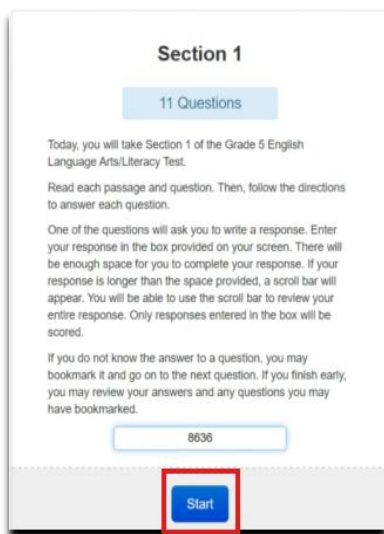 Section 1
11 Questions
Today, you will take Section 1 of the Grade 5 English
Language Arts/Literacy Test.
Read each passage and question. Then, follow the directions
to answer each question.
One of the questions will ask you to write a response. Enter
your response in the box provided on your screen. There will
be enough space for you to complete your response. If your
response is longer than the space provided, a scroll bar will
appear. You will be able to use the scroll bar to review your
entire response. Only responses entered in the box will be
scored.
If you do not know the answer to a question, you may
bookmark it and go on to the next question. If you finish early,
you may review your answers and any questions you may
have bookmarked.
8636
Start